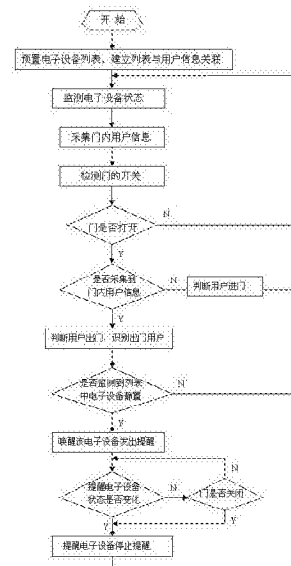 开 始
预置电子设备列表、建立列表与用户信息关联
监测电子设备状态
采集门内用户信息
检测门的开关
门是否打开
N
Y
是否采集到
门内用户信息
N
判断用户进门
Y
判断用户出门、识别出门用户
是否监测到列表
中电子设备静置
N
Y
唤醒该电子设备发出提醒
提醒电子设备
状态是否变化
N
门是否关闭
N
Y
Y
提醒电子设备停止提醒